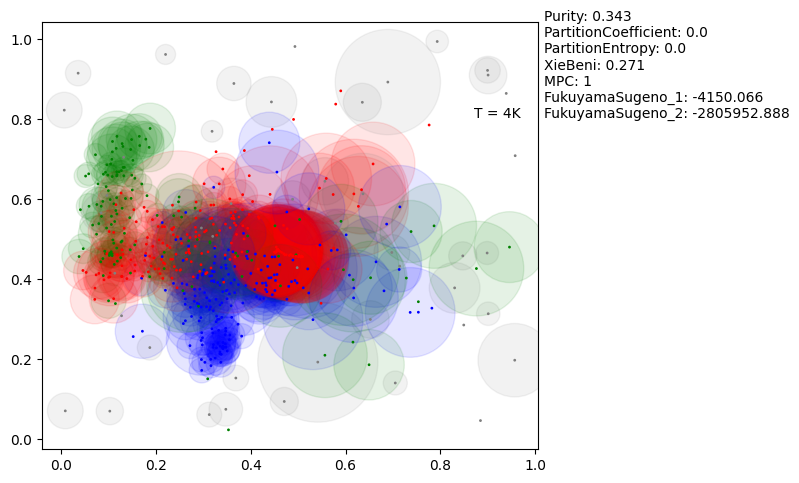 Purity: 0.343
PartitionCoefficient: 0.0
PartitionEntropy: 0.0
XieBeni: 0.271
MPC: 1
FukuyamaSugeno_1: -4150.066
FukuyamaSugeno_2: -2805952.888
T = 4K
1.0
0.8
0.6
0.4
0.2
0.0
0.0 0.2 0.4 0.6 0.8 1.0